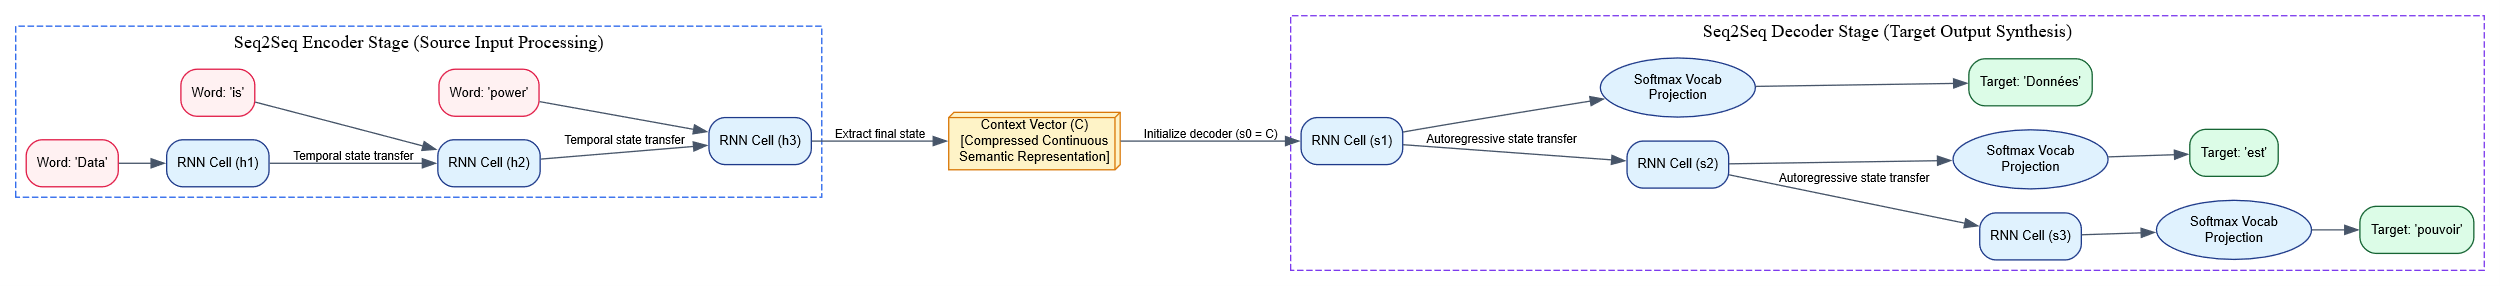 Seq2Seq Encoder Stage (Source Input Processing)
Word: 'is'
Word: 'power'
Word: 'Data'
RNN Cell (h1)
Temporal state transfer
RNN Cell (h2)
Temporal state transfer
RNN Cell (h3)
Extract final state
Context Vector (C)
[Compressed Continuous
Semantic Representation]
Initialize decoder (s0 = C)
Seq2Seq Decoder Stage (Target Output Synthesis)
RNN Cell (s1)
Softmax Vocab
Projection
Target: 'Données'
Autoregressive state transfer
RNN Cell (s2)
Softmax Vocab
Projection
Target: 'est'
Autoregressive state transfer
RNN Cell (s3)
Softmax Vocab
Projection
Target: 'pouvoir'